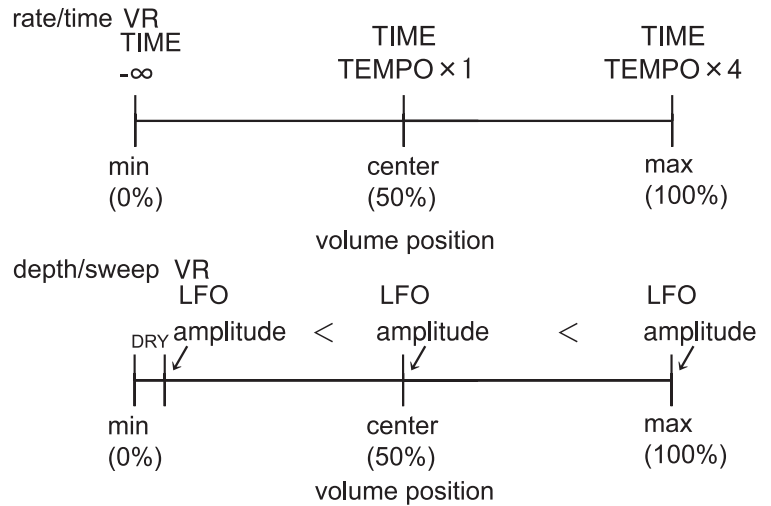 rate/time VR
TIME TIME TIME
-∞ TEMPO×1 TEMPO×4
min center max
(0%) (50%) (100%)
volume position
depth/sweep VR
LFO LFO LFO
DRY amplitude < amplitude < amplitude
min center max
(0%) (50%) (100%)
volume position